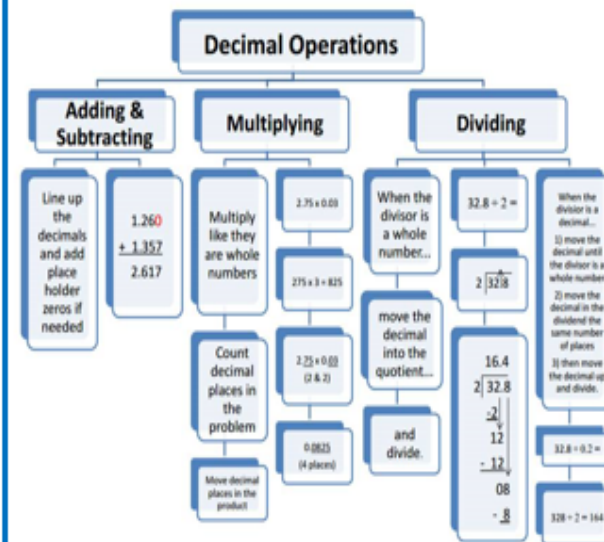 Decimal Operations
Adding &
Subtracting
Line up
the
decimals
and add
place
holder
zeros if
needed
1.260
+ 1.357
2.617
Multiplying
Multiply
like they
are whole
numbers
Count
decimal
places in
the
problem
Move decimal
places in the
product
2.75 x 0.03
275 x 3 = 825
2.75 x 0.03
(2 & 2)
0.0825
(4 places)
Dividing
When the
divisor is
a whole
number...
move the
decimal
into the
quotient...
and
divide.
32.8 ÷ 2 =
2 32.8
16.4
2 32.8
-2
12
- 12
08
- 8
When the
divisior is a
decimal...
1) move the
decimal until
the divisor is a
whole number
2) move the
decimal in the
dividend the
same number
of places
3) then move
the decimal up
and divide.
32.8 ÷ 0.2 =
328 ÷ 2 = 164